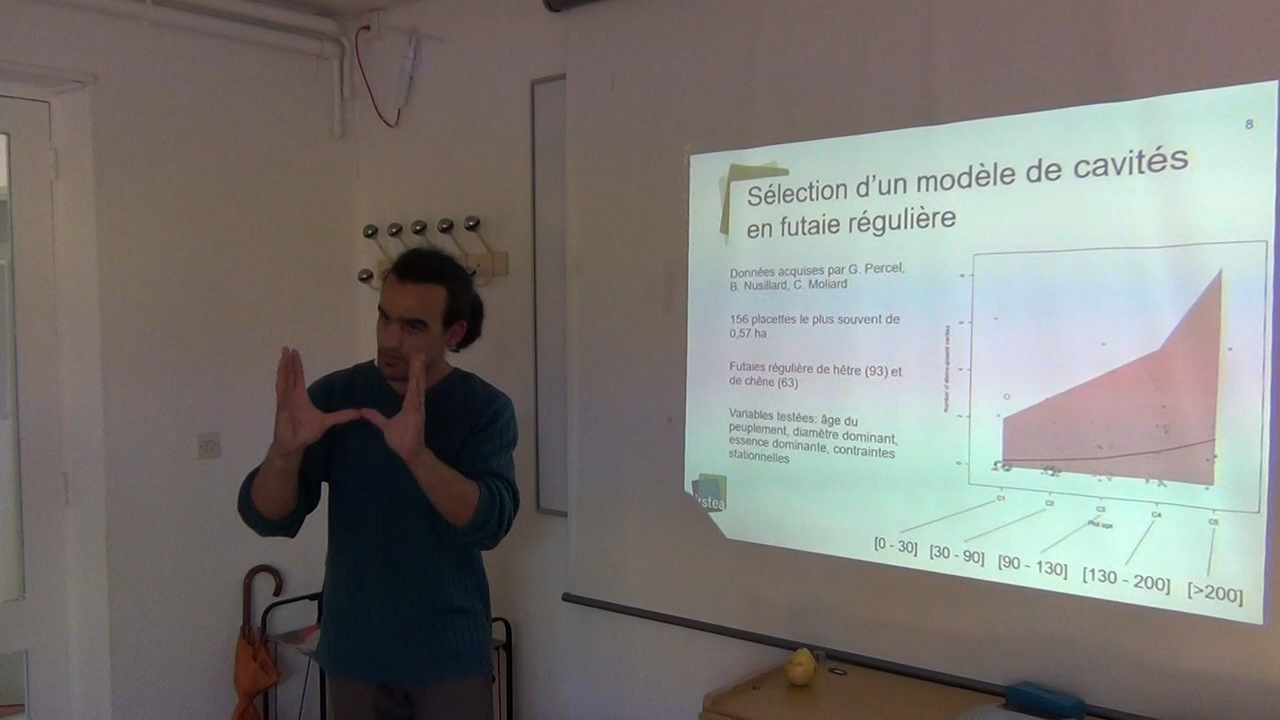 8
Sélection d'un modèle de cavités
en futaie régulière
Données acquises par G. Percel,
B. Nusillard, C. Moliard
156 placettes le plus souvent de
0,57 ha
Futaies régulière de hêtre (93) et
de chêne (63)
Variables testées: âge du
peuplement, diamètre dominant,
essence dominante, contraintes
stationnelles
rstea
C1 C2 C3 C4 C5
[0 - 30] [30 - 90] [90 - 130] [130 - 200] [>200]